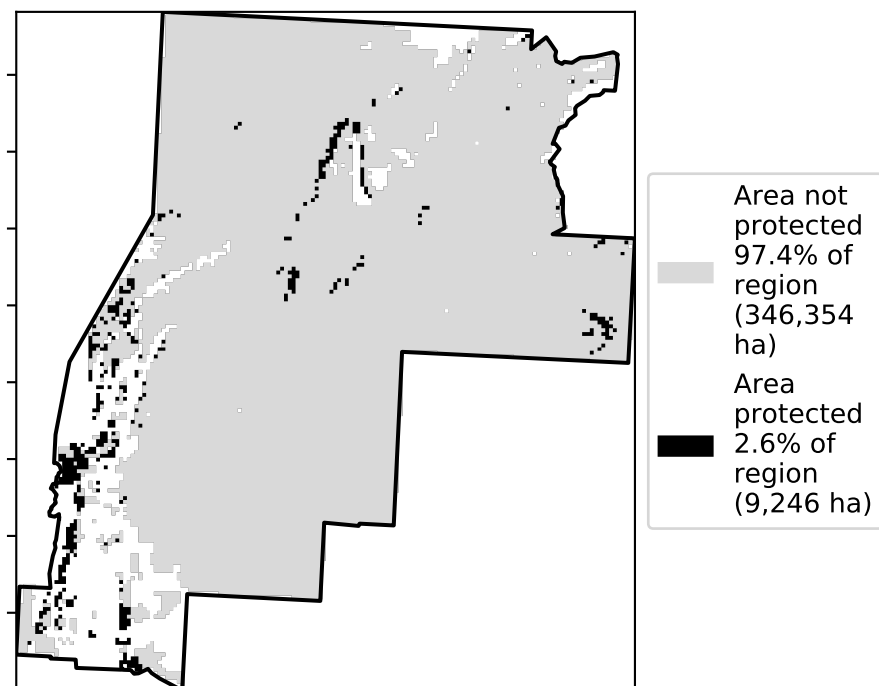 Area not
protected
97.4% of
region
(346,354
ha)
Area
protected
2.6% of
region
(9,246 ha)